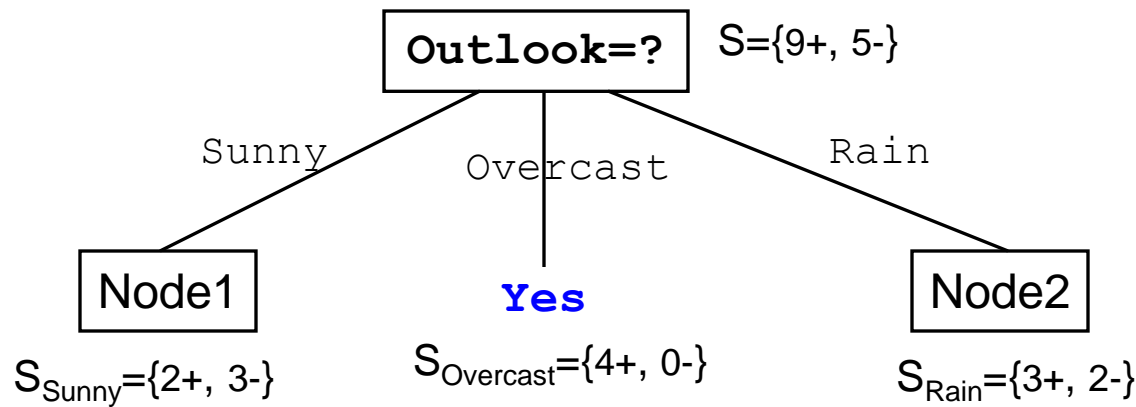 Outlook=?
S={9+, 5-}
Sunny
Overcast
Rain
Node1
Yes
Node2
S_Sunny={2+, 3-}
S_Overcast={4+, 0-}
S_Rain={3+, 2-}